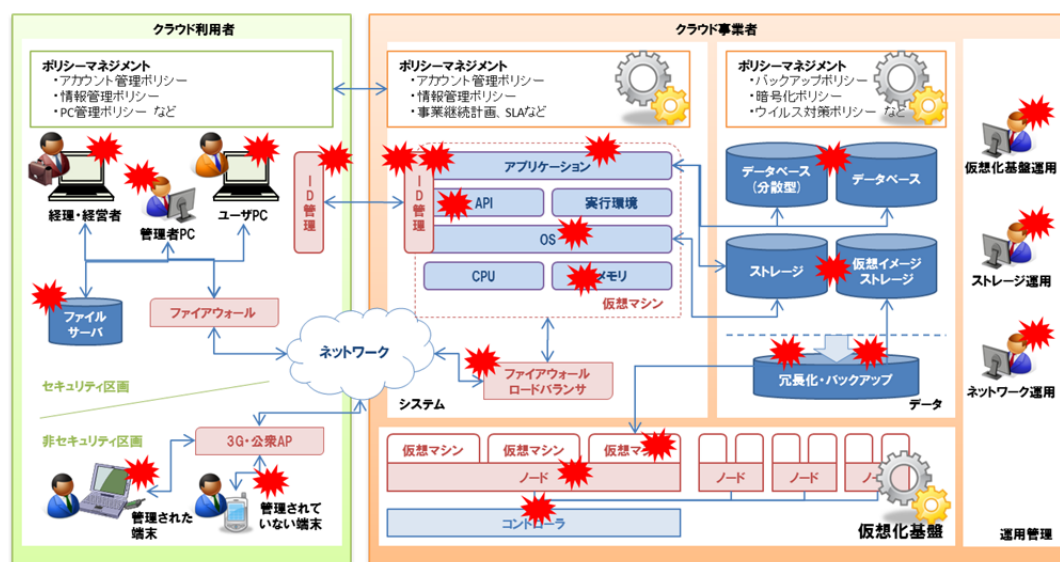 クラウド利用者
ポリシーマネジメント
・アカウント管理ポリシー
・情報管理ポリシー
・PC管理ポリシー など
経理・経営者
管理者PC
ユーザPC
ID管理
ファイル
サーバ
ファイアウォール
セキュリティ区画
非セキュリティ区画
3G・公衆AP
管理された
端末
管理されて
いない端末
ネットワーク
クラウド事業者
ポリシーマネジメント
・アカウント管理ポリシー
・情報管理ポリシー
・事業継続計画、SLAなど
ID管理
アプリケーション
API
実行環境
OS
CPU
メモリ
仮想マシン
ファイアウォール
ロードバランサ
システム
ポリシーマネジメント
・バックアップポリシー
・暗号化ポリシー
・ウイルス対策ポリシー など
データベース
(分散型)
データベース
ストレージ
仮想イメージ
ストレージ
冗長化・バックアップ
データ
仮想マシン
仮想マシン
仮想マシン
ノード
ノード
ノード
ノード
コントローラ
仮想化基盤
仮想化基盤運用
ストレージ運用
ネットワーク運用
運用管理